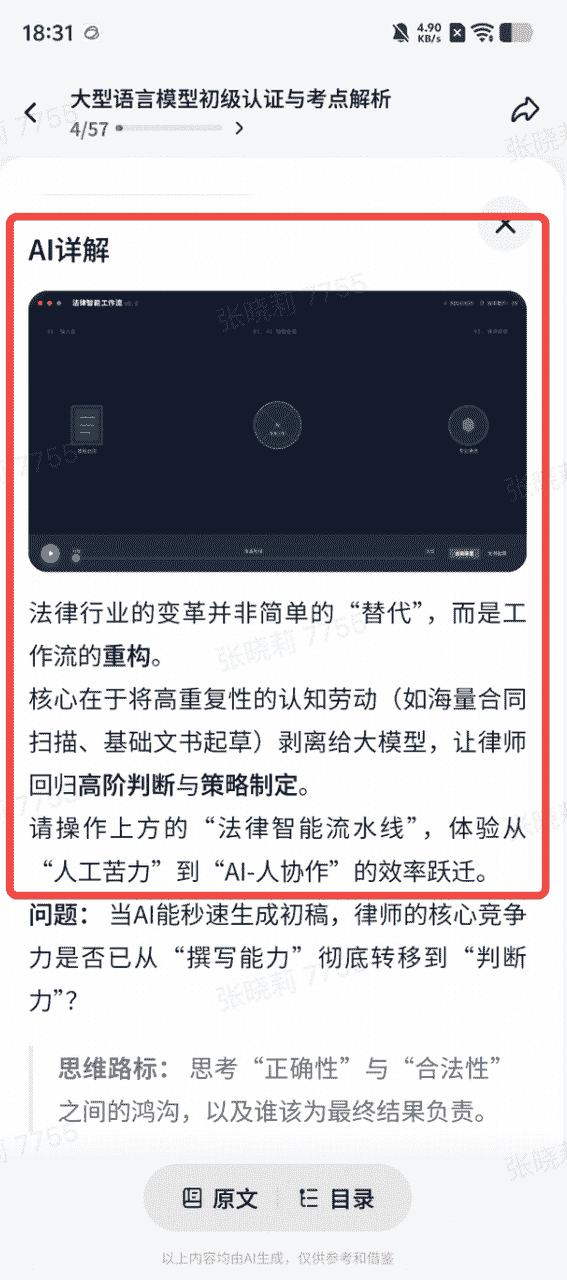 18:31
4.90
KB/s
大型语言模型初级认证与考点解析
4/57
AI详解
法律智能工作流
法律行业的变革并非简单的“替代”，而是工
作流的重构。
核心在于将高重复性的认知劳动（如海量合同
扫描、基础文书起草）剥离给大模型，让律师
回归高阶判断与策略制定。
请操作上方的“法律智能流水线”，体验从
“人工苦力”到“AI-人协作”的效率跃迁。
问题： 当AI能秒速生成初稿，律师的核心竞争
力是否已从“撰写能力”彻底转移到“判断
力”？
思维路标： 思考“正确性”与“合法性”
之间的鸿沟，以及谁该为最终结果负责。
原文
目录
以上内容均由AI生成，仅供参考和借鉴
张晓莉 7755